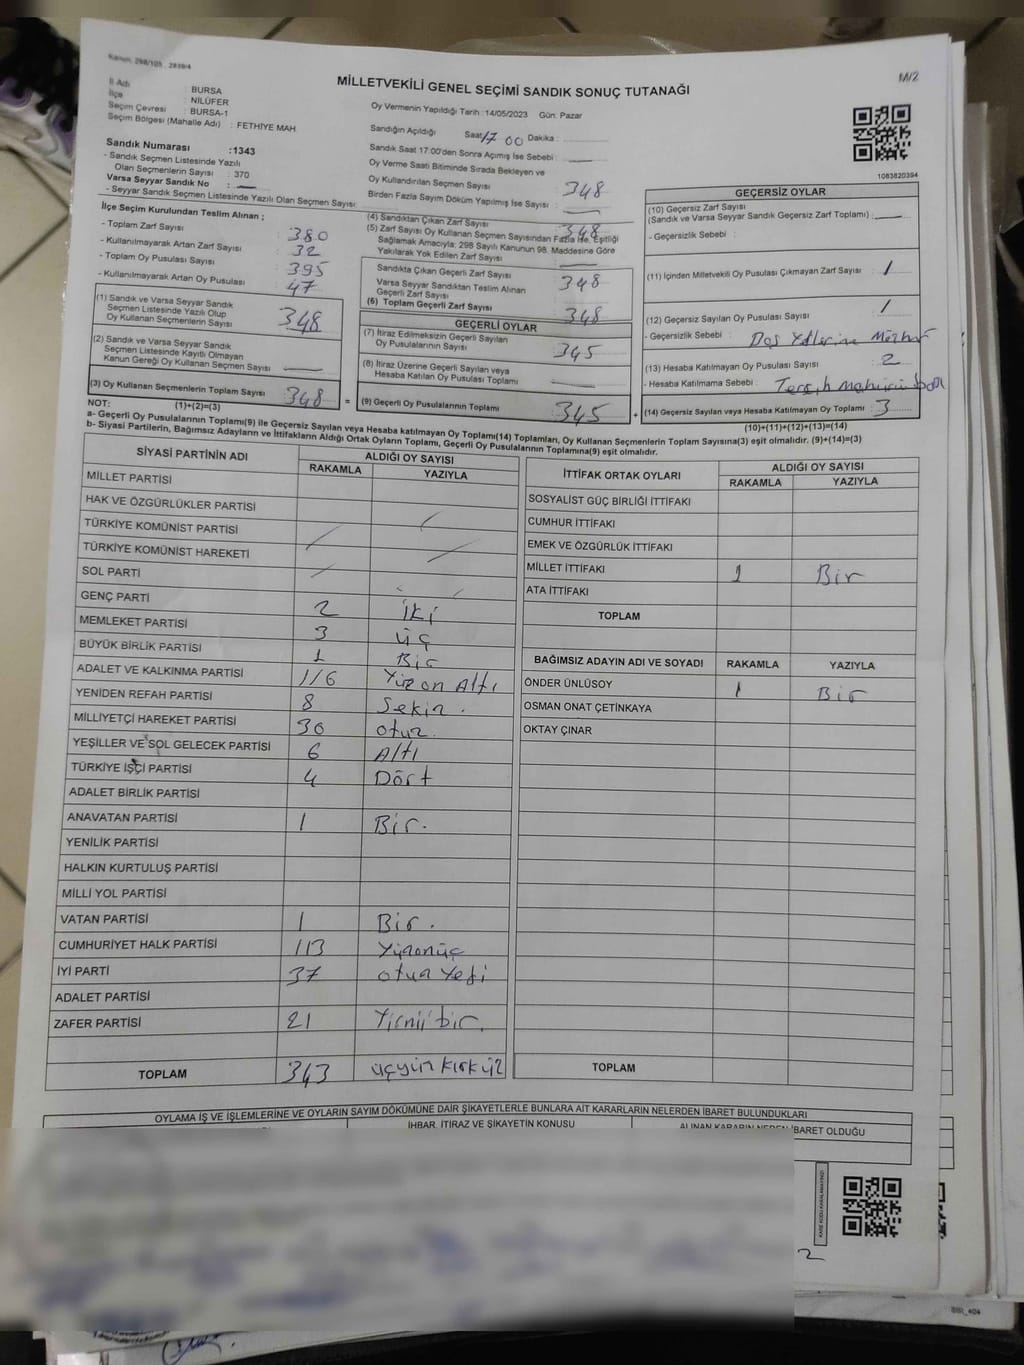 Kanun: 298/105 , 2839/4
M/2
MİLLETVEKİLİ GENEL SEÇİMİ SANDIK SONUÇ TUTANAĞI
İl Adı : BURSA
İlçe : NİLÜFER
Seçim Çevresi : BURSA-1
Seçim Bölgesi (Mahalle Adı) : FETHİYE MAH.
Sandık Numarası :1343
- Sandık Seçmen Listesinde Yazılı
Olan Seçmenlerin Sayısı : 370
Varsa Seyyar Sandık No :
- Seyyar Sandık Seçmen Listesinde Yazılı Olan Seçmen Sayısı:
Oy Vermenin Yapıldığı Tarih : 14/05/2023 Gün: Pazar
Sandığın Açıldığı Saat 17 00 Dakika :
Sandık Saat 17:00'den Sonra Açımış İse Sebebi :
Oy Verme Saati Bitiminde Sırada Bekleyen ve
Oy Kullandırılan Seçmen Sayısı : 348
Birden Fazla Sayım Döküm Yapılmış İse Sayısı :
1083820394
İlçe Seçim Kurulundan Teslim Alınan ;
- Toplam Zarf Sayısı : 380
- Kullanılmayarak Artan Zarf Sayısı : 32
- Toplam Oy Pusulası Sayısı : 395
- Kullanılmayarak Artan Oy Pusulası : 47
(1) Sandık ve Varsa Seyyar Sandık
Seçmen Listesinde Yazılı Olup
Oy Kullanan Seçmenlerin Sayısı : 348
(2) Sandık ve Varsa Seyyar Sandık
Seçmen Listesinde Kayıtlı Olmayan
Kanun Gereği Oy Kullanan Seçmen Sayısı :
(3) Oy Kullanan Seçmenlerin Toplam Sayısı : 348
(1)+(2)=(3)
(4) Sandıktan Çıkan Zarf Sayısı : 348
(5) Zarf Sayısı Oy Kullanan Seçmen Sayısından Fazla İse, Eşitliği
Sağlamak Amacıyla; 298 Sayılı Kanunun 98. Maddesine Göre
Yakılarak Yok Edilen Zarf Sayısı :
Sandıkta Çıkan Geçerli Zarf Sayısı : 348
Varsa Seyyar Sandıktan Teslim Alınan
Geçerli Zarf Sayısı :
(6) Toplam Geçerli Zarf Sayısı : 348
GEÇERLİ OYLAR
(7) İtiraz Edilmeksizin Geçerli Sayılan
Oy Pusulalarının Sayısı : 345
(8) İtiraz Üzerine Geçerli Sayılan veya
Hesaba Katılan Oy Pusulası Toplamı :
= (9) Geçerli Oy Pusulalarının Toplamı : 345 +
GEÇERSİZ OYLAR
(10) Geçersiz Zarf Sayısı
(Sandık ve Varsa Seyyar Sandık Geçersiz Zarf Toplamı) :
- Geçersizlik Sebebi :
(11) İçinden Milletvekili Oy Pusulası Çıkmayan Zarf Sayısı : 1
(12) Geçersiz Sayılan Oy Pusulası Sayısı : 1
- Geçersizlik Sebebi :
(13) Hesaba Katılmayan Oy Pusulası Sayısı : 2
- Hesaba Katılmama Sebebi : Tercih
(14) Geçersiz Sayılan veya Hesaba Katılmayan Oy Toplamı : 3
(10)+(11)+(12)+(13)=(14)
NOT:
a- Geçerli Oy Pusulalarının Toplamı(9) ile Geçersiz Sayılan veya Hesaba katılmayan Oy Toplamı(14) Toplamları, Oy Kullanan Seçmenlerin Toplam Sayısına(3) eşit olmalıdır. (9)+(14)=(3)
b- Siyasi Partilerin, Bağımsız Adayların ve İttifakların Aldığı Ortak Oyların Toplamı, Geçerli Oy Pusulalarının Toplamına(9) eşit olmalıdır.
SİYASİ PARTİNİN ADI ALDIĞI OY SAYISI
RAKAMLA YAZIYLA
MİLLET PARTİSİ
HAK VE ÖZGÜRLÜKLER PARTİSİ
TÜRKİYE KOMÜNİST PARTİSİ
TÜRKİYE KOMÜNİST HAREKETİ
SOL PARTİ
GENÇ PARTİ 2 iki
MEMLEKET PARTİSİ 3 üç
BÜYÜK BİRLİK PARTİSİ 1 Bir
ADALET VE KALKINMA PARTİSİ 116 Yüzon Altı
YENİDEN REFAH PARTİSİ 8 Sekiz.
MİLLİYETÇİ HAREKET PARTİSİ 30 otuz.
YEŞİLLER VE SOL GELECEK PARTİSİ 6 Altı
TÜRKİYE İŞÇİ PARTİSİ 4 Dört
ADALET BİRLİK PARTİSİ
ANAVATAN PARTİSİ 1 Bir.
YENİLİK PARTİSİ
HALKIN KURTULUŞ PARTİSİ
MİLLİ YOL PARTİSİ
VATAN PARTİSİ 1 Bir.
CUMHURİYET HALK PARTİSİ 113 Yüzonüç
İYİ PARTİ 37 otuz Yedi
ADALET PARTİSİ
ZAFER PARTİSİ 21 Yirmi bir.
TOPLAM 343 üçyüz kırk üç
İTTİFAK ORTAK OYLARI ALDIĞI OY SAYISI
RAKAMLA YAZIYLA
SOSYALİST GÜÇ BİRLİĞİ İTTİFAKI
CUMHUR İTTİFAKI
EMEK VE ÖZGÜRLÜK İTTİFAKI
MİLLET İTTİFAKI 1 Bir
ATA İTTİFAKI
TOPLAM
BAĞIMSIZ ADAYIN ADI VE SOYADI RAKAMLA YAZIYLA
ÖNDER ÜNLÜSOY 1 Bir
OSMAN ONAT ÇETİNKAYA
OKTAY ÇINAR
TOPLAM
OYLAMA İŞ VE İŞLEMLERİNE VE OYLARIN SAYIM DÖKÜMÜNE DAİR ŞİKAYETLERLE BUNLARA AİT KARARLARIN NELERDEN İBARET BULUNDUKLARI
İHBAR, İTİRAZ VE ŞİKAYETİN KONUSU
ALINAN KARARIN NEDEN İBARET OLDUĞU
KARE KODU KARALAMAYINIZ!
2